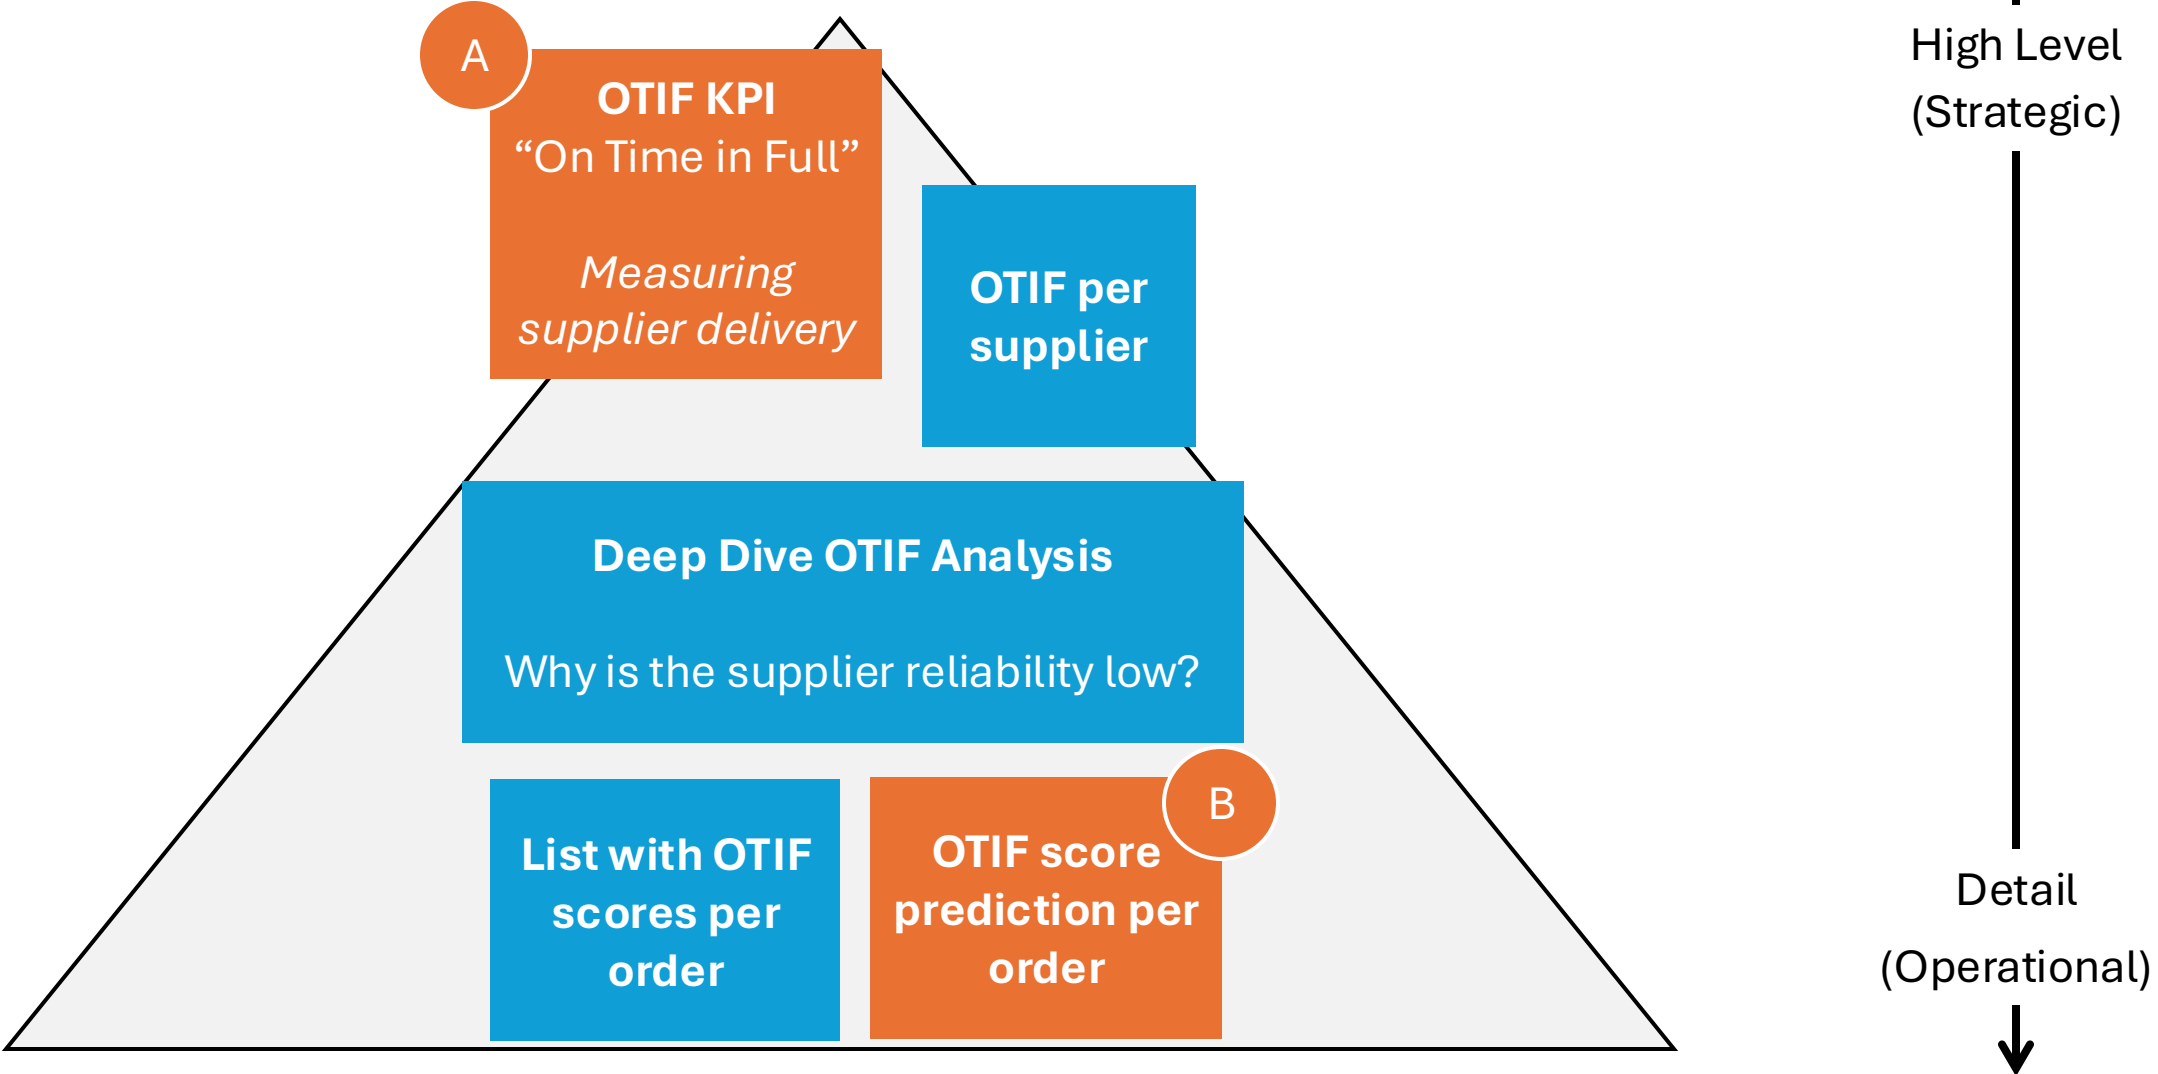 A
OTIF KPI
“On Time in Full”
Measuring
supplier delivery
OTIF per
supplier
Deep Dive OTIF Analysis
Why is the supplier reliability low?
List with OTIF
scores per
order
B
OTIF score
prediction per
order
High Level
(Strategic)
Detail
(Operational)